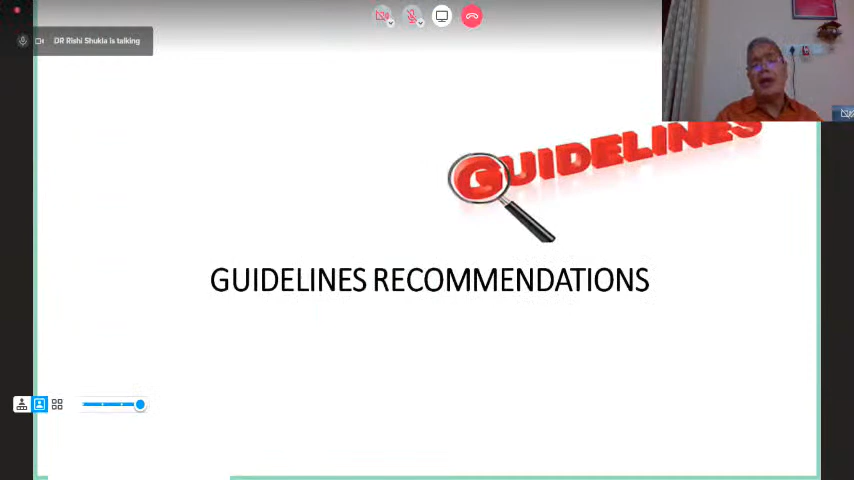 DR Rishi Shukla is talking
GUIDELINES
GUIDELINES RECOMMENDATIONS